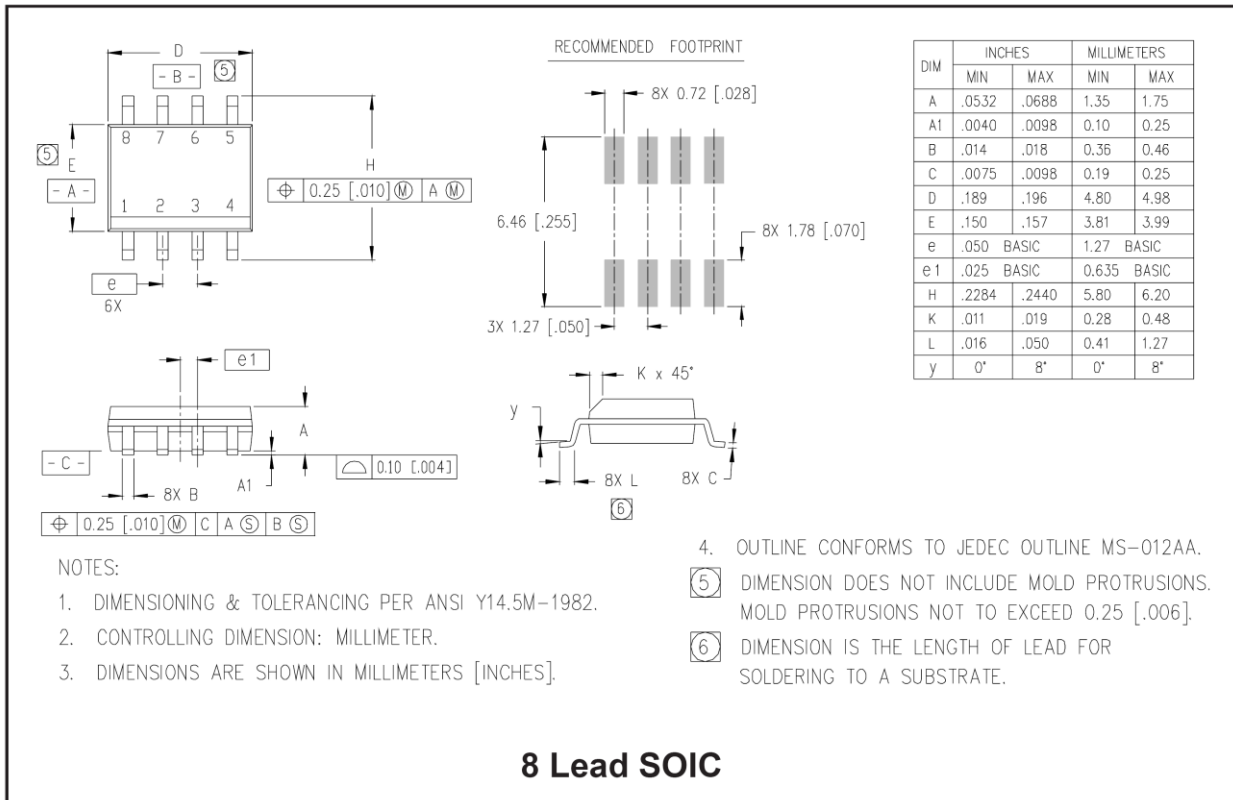 D
- B -
5
8 7 6 5
5
E
- A -
H
⌖ 0.25 [.010] Ⓜ A Ⓜ
1 2 3 4
e
6X
RECOMMENDED FOOTPRINT
8X 0.72 [.028]
6.46 [.255]
8X 1.78 [.070]
3X 1.27 [.050]
DIM INCHES MILLIMETERS
MIN MAX MIN MAX
A .0532 .0688 1.35 1.75
A1 .0040 .0098 0.10 0.25
B .014 .018 0.36 0.46
C .0075 .0098 0.19 0.25
D .189 .196 4.80 4.98
E .150 .157 3.81 3.99
e .050 BASIC 1.27 BASIC
e1 .025 BASIC 0.635 BASIC
H .2284 .2440 5.80 6.20
K .011 .019 0.28 0.48
L .016 .050 0.41 1.27
y 0° 8° 0° 8°
e1
A
- C -
8X B
A1
⌓ 0.10 [.004]
⌖ 0.25 [.010] Ⓜ C A Ⓢ B Ⓢ
K x 45°
y
8X L
8X C
6
NOTES:
1. DIMENSIONING & TOLERANCING PER ANSI Y14.5M-1982.
2. CONTROLLING DIMENSION: MILLIMETER.
3. DIMENSIONS ARE SHOWN IN MILLIMETERS [INCHES].
4. OUTLINE CONFORMS TO JEDEC OUTLINE MS-012AA.
5 DIMENSION DOES NOT INCLUDE MOLD PROTRUSIONS.
MOLD PROTRUSIONS NOT TO EXCEED 0.25 [.006].
6 DIMENSION IS THE LENGTH OF LEAD FOR
SOLDERING TO A SUBSTRATE.
8 Lead SOIC